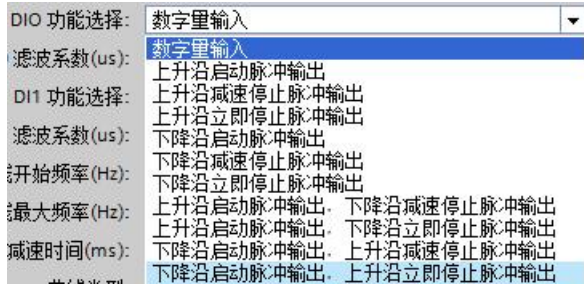 DIO 功能选择: 数字量输入
数字量输入
滤波系数(us):
上升沿启动脉冲输出
DI1 功能选择:
上升沿减速停止脉冲输出
上升沿立即停止脉冲输出
滤波系数(us):
下降沿启动脉冲输出
下降沿减速停止脉冲输出
开始频率(Hz):
下降沿立即停止脉冲输出
上升沿启动脉冲输出,下降沿减速停止脉冲输出
最大频率(Hz):
上升沿启动脉冲输出,下降沿立即停止脉冲输出
减速时间(ms):
下降沿启动脉冲输出,上升沿减速停止脉冲输出
下降沿启动脉冲输出,上升沿立即停止脉冲输出